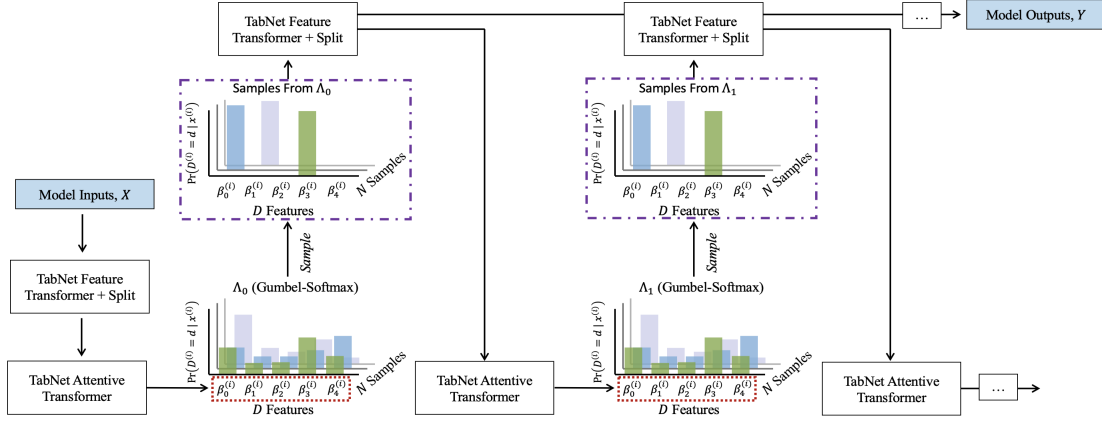 TabNet Feature
Transformer + Split
TabNet Feature
Transformer + Split
...
Model Outputs, Y
Samples From Λ₀
Pr(D⁽ⁱ⁾ = d | x⁽ⁱ⁾)
N Samples
β₀⁽ⁱ⁾ β₁⁽ⁱ⁾ β₂⁽ⁱ⁾ β₃⁽ⁱ⁾ β₄⁽ⁱ⁾
D Features
Samples From Λ₁
Pr(D⁽ⁱ⁾ = d | x⁽ⁱ⁾)
N Samples
β₀⁽ⁱ⁾ β₁⁽ⁱ⁾ β₂⁽ⁱ⁾ β₃⁽ⁱ⁾ β₄⁽ⁱ⁾
D Features
Model Inputs, X
Sample
Sample
TabNet Feature
Transformer + Split
Λ₀ (Gumbel-Softmax)
Pr(D⁽ⁱ⁾ = d | x⁽ⁱ⁾)
N Samples
β₀⁽ⁱ⁾ β₁⁽ⁱ⁾ β₂⁽ⁱ⁾ β₃⁽ⁱ⁾ β₄⁽ⁱ⁾
D Features
Λ₁ (Gumbel-Softmax)
Pr(D⁽ⁱ⁾ = d | x⁽ⁱ⁾)
N Samples
β₀⁽ⁱ⁾ β₁⁽ⁱ⁾ β₂⁽ⁱ⁾ β₃⁽ⁱ⁾ β₄⁽ⁱ⁾
D Features
TabNet Attentive
Transformer
TabNet Attentive
Transformer
TabNet Attentive
Transformer
...